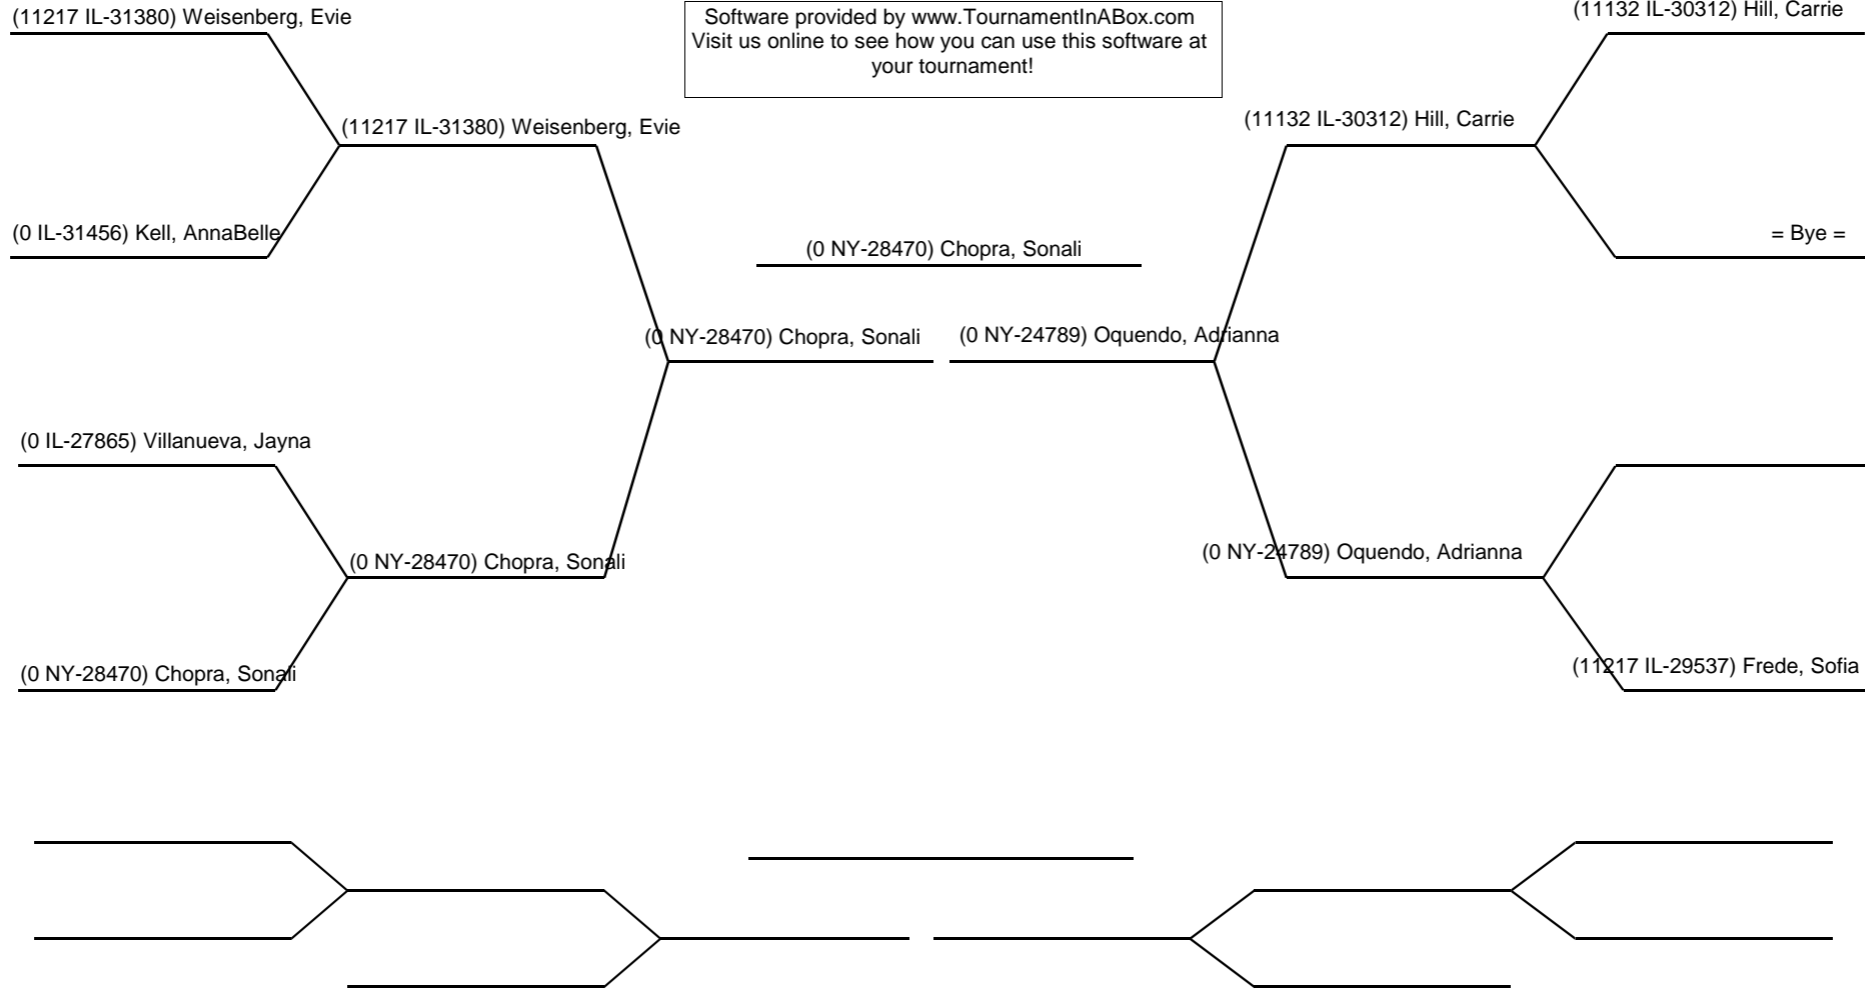 (11217 IL-31380) Weisenberg, Evie
Software provided by www.TournamentInABox.com
Visit us online to see how you can use this software at
your tournament!
(11132 IL-30312) Hill, Carrie
(11217 IL-31380) Weisenberg, Evie
(11132 IL-30312) Hill, Carrie
(0 IL-31456) Kell, AnnaBelle
(0 NY-28470) Chopra, Sonali
= Bye =
(0 NY-28470) Chopra, Sonali
(0 NY-24789) Oquendo, Adrianna
(0 IL-27865) Villanueva, Jayna
(0 NY-28470) Chopra, Sonali
(0 NY-24789) Oquendo, Adrianna
(0 NY-28470) Chopra, Sonali
(11217 IL-29537) Frede, Sofia